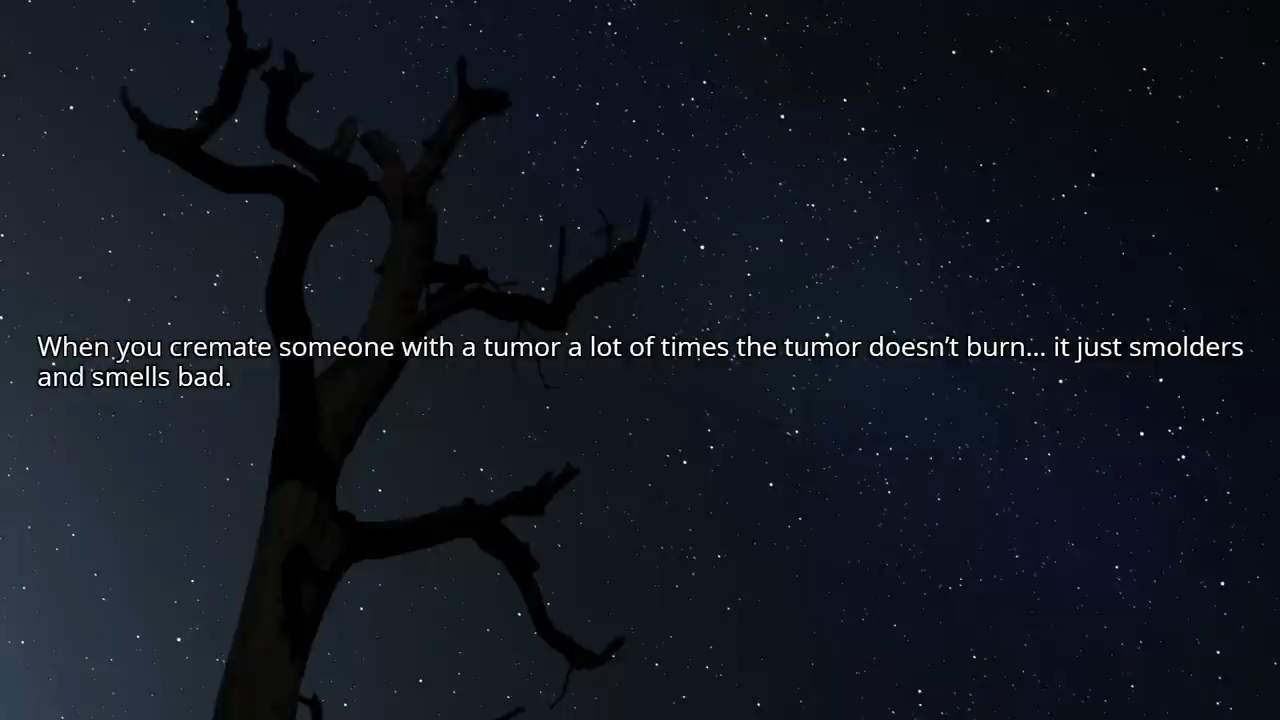 When you cremate someone with a tumor a lot of times the tumor doesn’t burn... it just smolders
and smells bad.